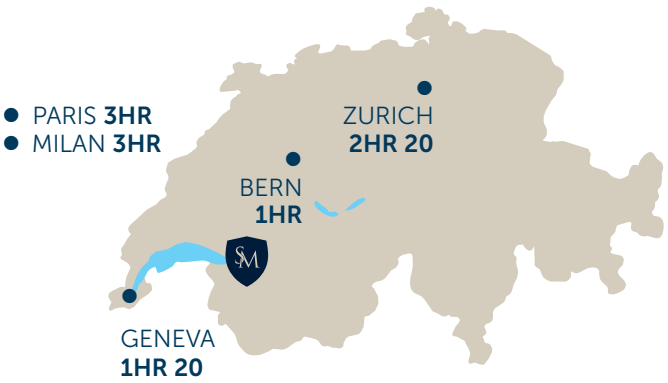 PARIS 3HR
MILAN 3HR
ZURICH
2HR 20
BERN
1HR
SM
GENEVA
1HR 20